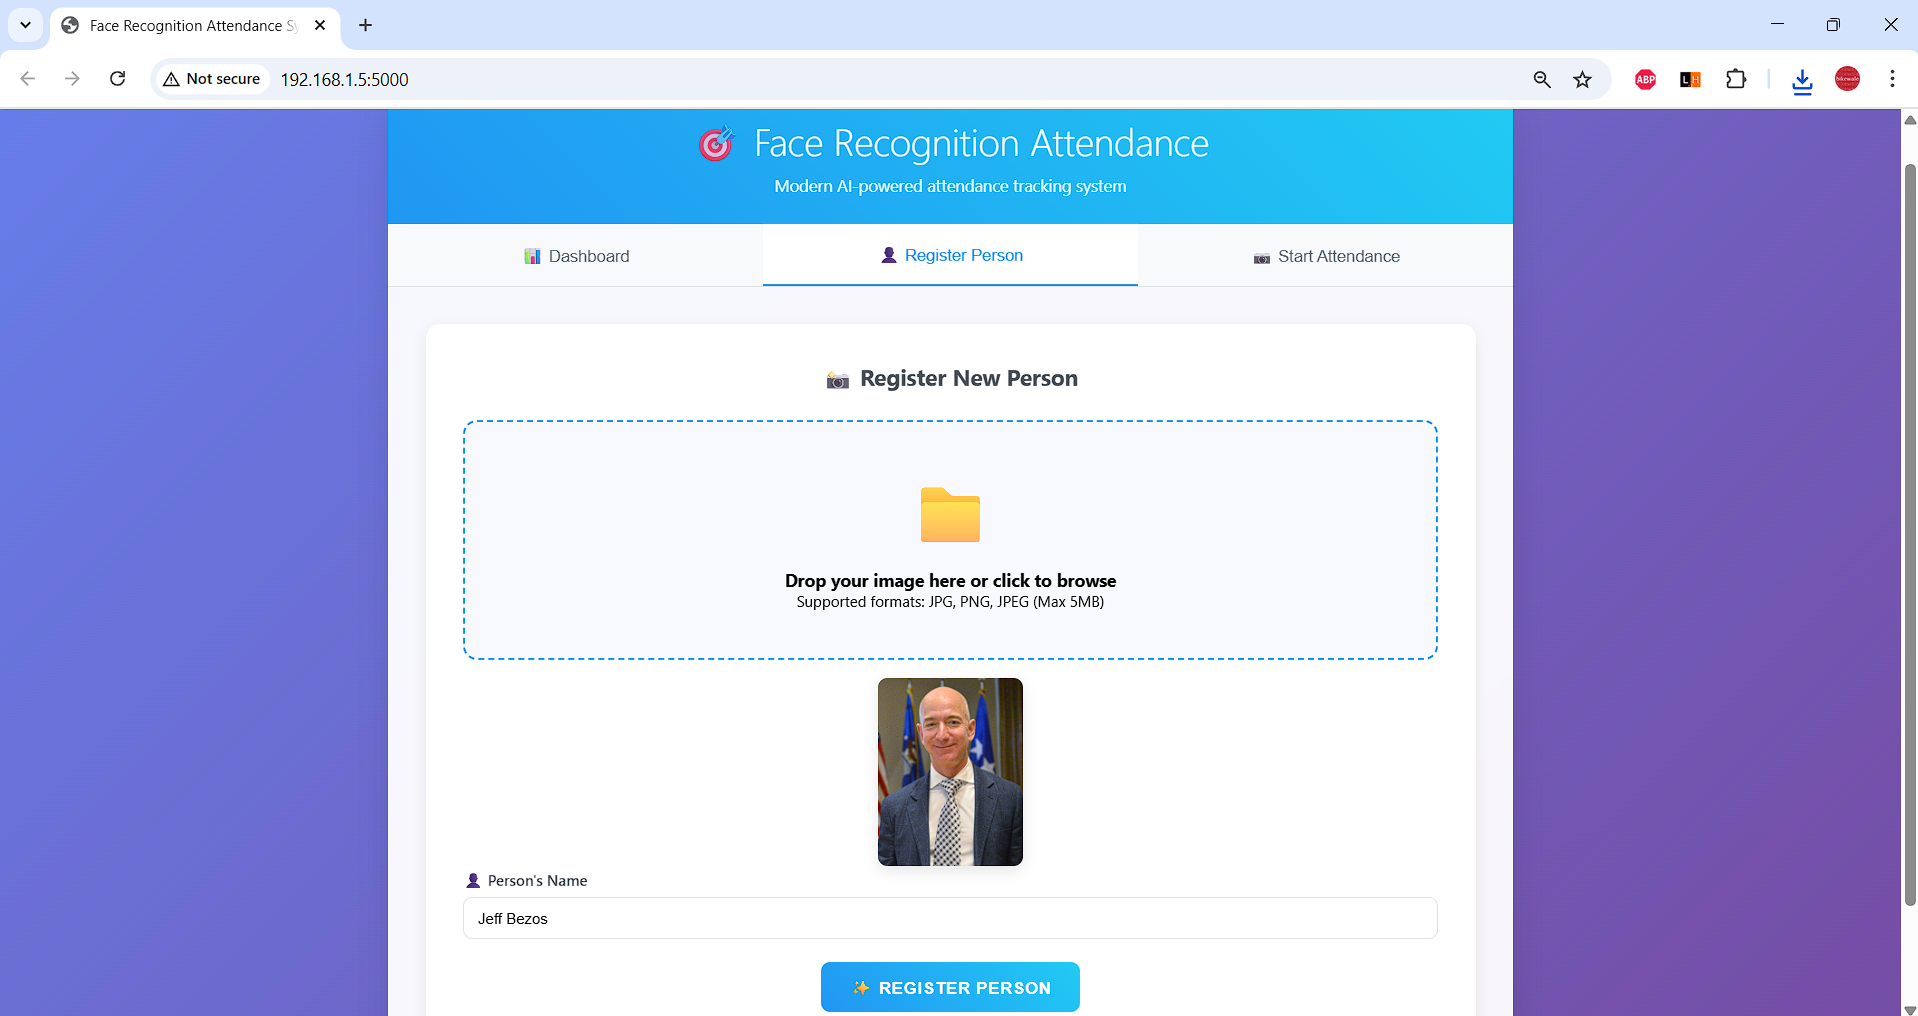 Face Recognition Attendance Sy
Not secure
192.168.1.5:5000
ABP
LH
Face Recognition Attendance
Modern AI-powered attendance tracking system
Dashboard
Register Person
Start Attendance
Register New Person
Drop your image here or click to browse
Supported formats: JPG, PNG, JPEG (Max 5MB)
Person's Name
Jeff Bezos
REGISTER PERSON